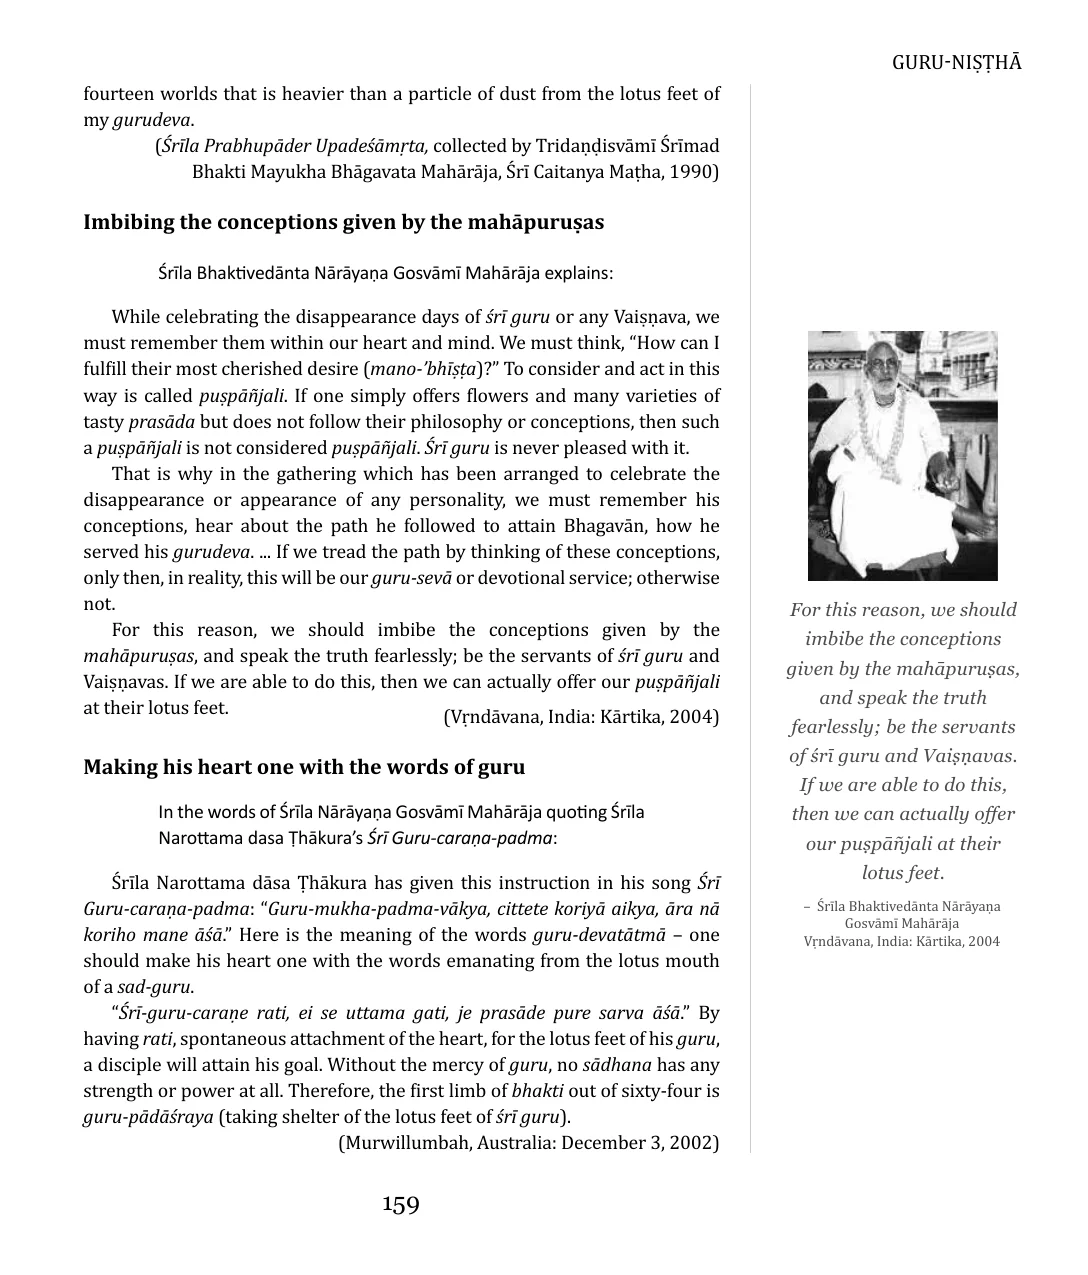 GURU-NIṢṬHĀ
fourteen worlds that is heavier than a particle of dust from the lotus feet of
my gurudeva.
(Śrīla Prabhupāder Upadeśāmṛta, collected by Tridaṇḍisvāmī Śrīmad
Bhakti Mayukha Bhāgavata Mahārāja, Śrī Caitanya Maṭha, 1990)
Imbibing the conceptions given by the mahāpuruṣas
Śrīla Bhaktivedānta Nārāyaṇa Gosvāmī Mahārāja explains:
While celebrating the disappearance days of śrī guru or any Vaiṣṇava, we
must remember them within our heart and mind. We must think, “How can I
fulfill their most cherished desire (mano-’bhīṣṭa)?” To consider and act in this
way is called puṣpāñjali. If one simply offers flowers and many varieties of
tasty prasāda but does not follow their philosophy or conceptions, then such
a puṣpāñjali is not considered puṣpāñjali. Śrī guru is never pleased with it.
That is why in the gathering which has been arranged to celebrate the
disappearance or appearance of any personality, we must remember his
conceptions, hear about the path he followed to attain Bhagavān, how he
served his gurudeva. ... If we tread the path by thinking of these conceptions,
only then, in reality, this will be our guru-sevā or devotional service; otherwise
not.
For this reason, we should imbibe the conceptions given by the
mahāpuruṣas, and speak the truth fearlessly; be the servants of śrī guru and
Vaiṣṇavas. If we are able to do this, then we can actually offer our puṣpāñjali
at their lotus feet.
(Vṛndāvana, India: Kārtika, 2004)
Making his heart one with the words of guru
In the words of Śrīla Nārāyaṇa Gosvāmī Mahārāja quoting Śrīla
Narottama dasa Ṭhākura’s Śrī Guru-caraṇa-padma:
Śrīla Narottama dāsa Ṭhākura has given this instruction in his song Śrī
Guru-caraṇa-padma: “Guru-mukha-padma-vākya, cittete koriyā aikya, āra nā
koriho mane āśā.” Here is the meaning of the words guru-devatātmā – one
should make his heart one with the words emanating from the lotus mouth
of a sad-guru.
“Śrī-guru-caraṇe rati, ei se uttama gati, je prasāde pure sarva āśā.” By
having rati, spontaneous attachment of the heart, for the lotus feet of his guru,
a disciple will attain his goal. Without the mercy of guru, no sādhana has any
strength or power at all. Therefore, the first limb of bhakti out of sixty-four is
guru-pādāśraya (taking shelter of the lotus feet of śrī guru).
(Murwillumbah, Australia: December 3, 2002)
For this reason, we should
imbibe the conceptions
given by the mahāpuruṣas,
and speak the truth
fearlessly; be the servants
of śrī guru and Vaiṣṇavas.
If we are able to do this,
then we can actually offer
our puṣpāñjali at their
lotus feet.
– Śrīla Bhaktivedānta Nārāyaṇa
Gosvāmī Mahārāja
Vṛndāvana, India: Kārtika, 2004
159